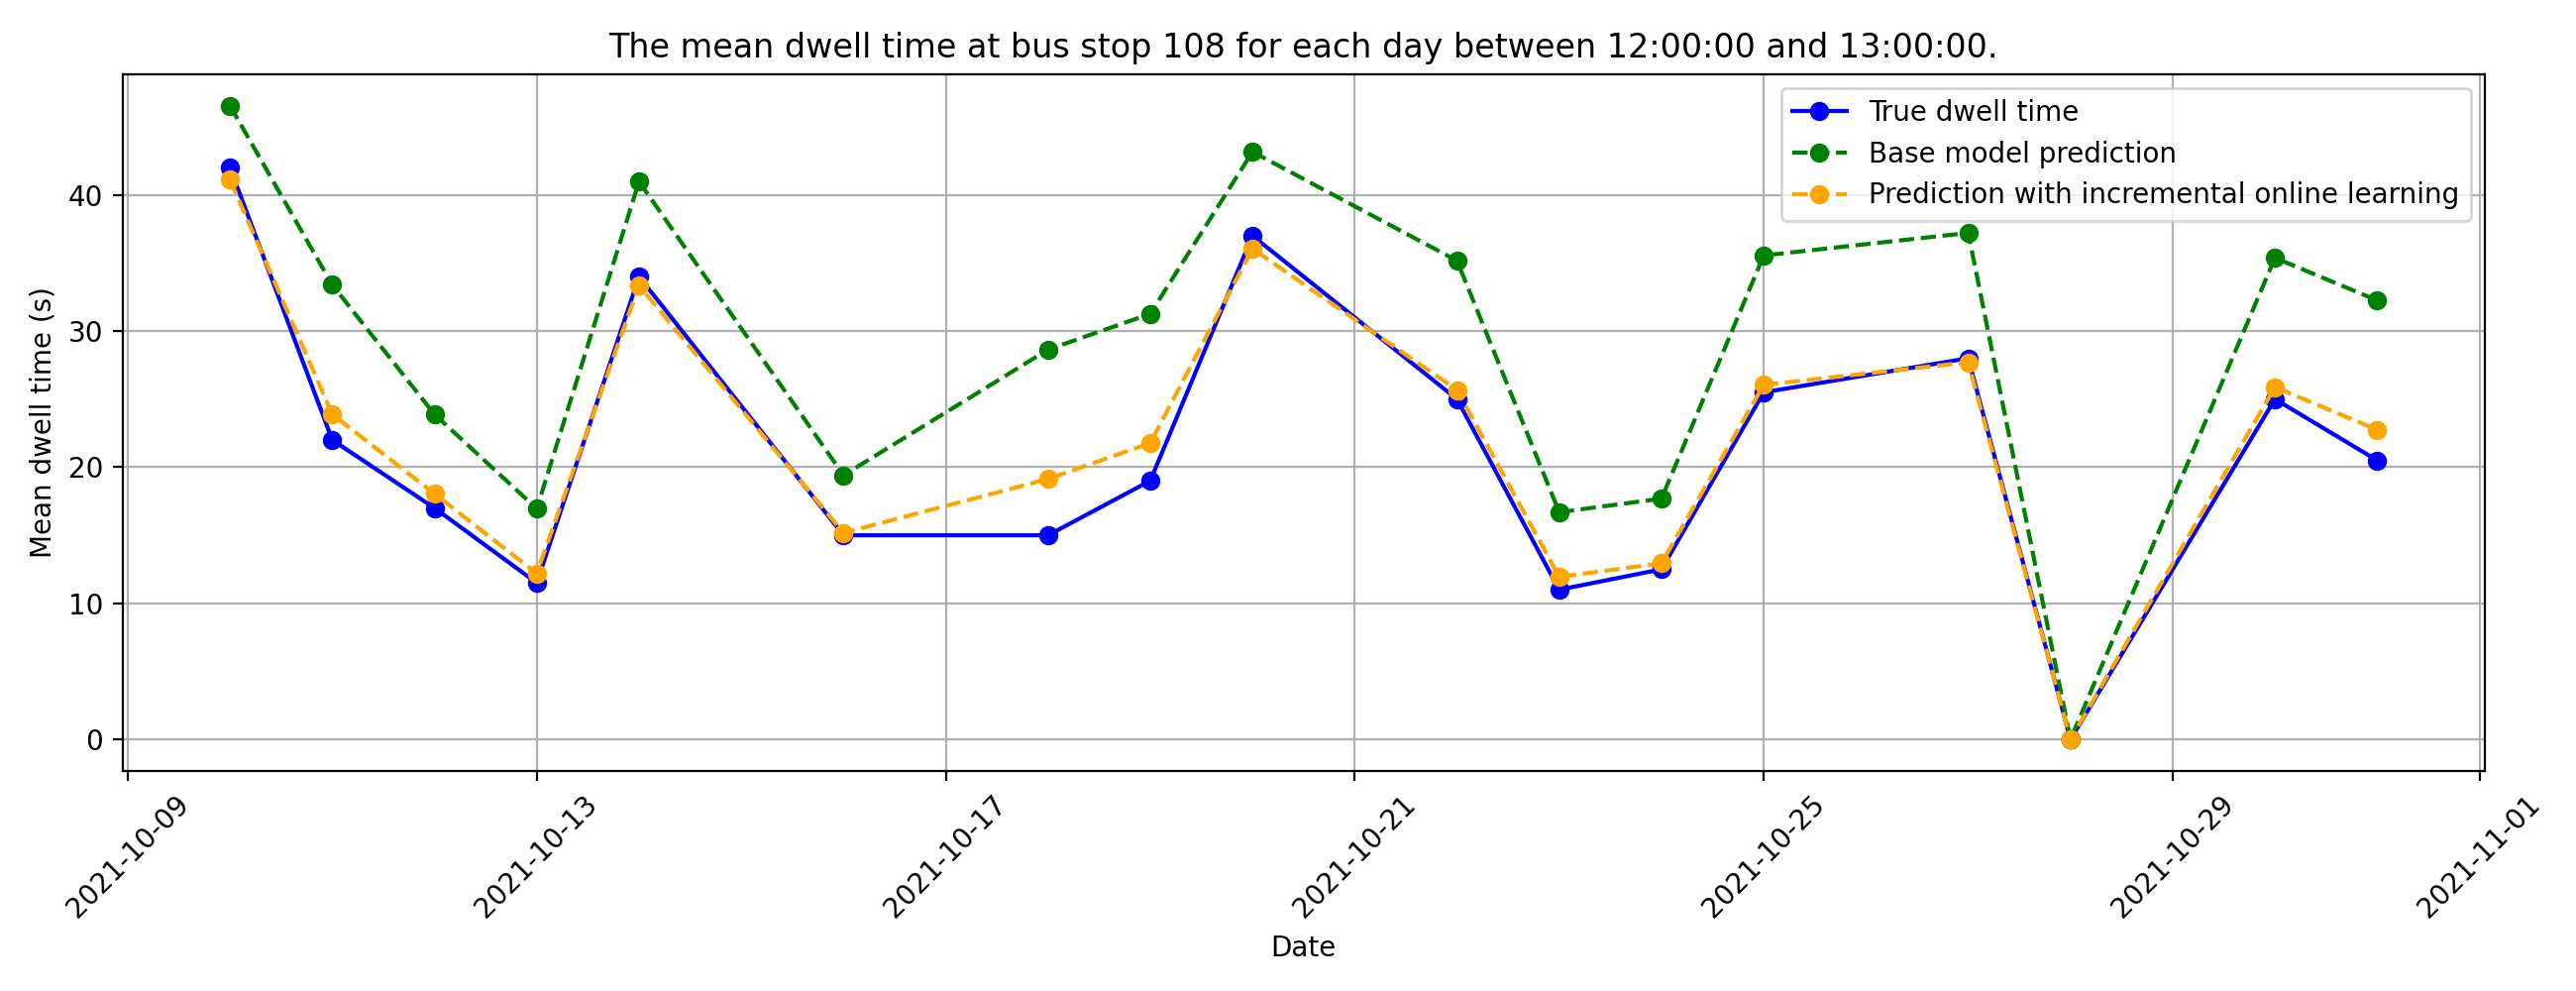 The mean dwell time at bus stop 108 for each day between 12:00:00 and 13:00:00.
True dwell time
Base model prediction
Prediction with incremental online learning
Mean dwell time (s)
40
30
20
10
0
2021-10-09
2021-10-13
2021-10-17
2021-10-21
2021-10-25
2021-10-29
2021-11-01
Date